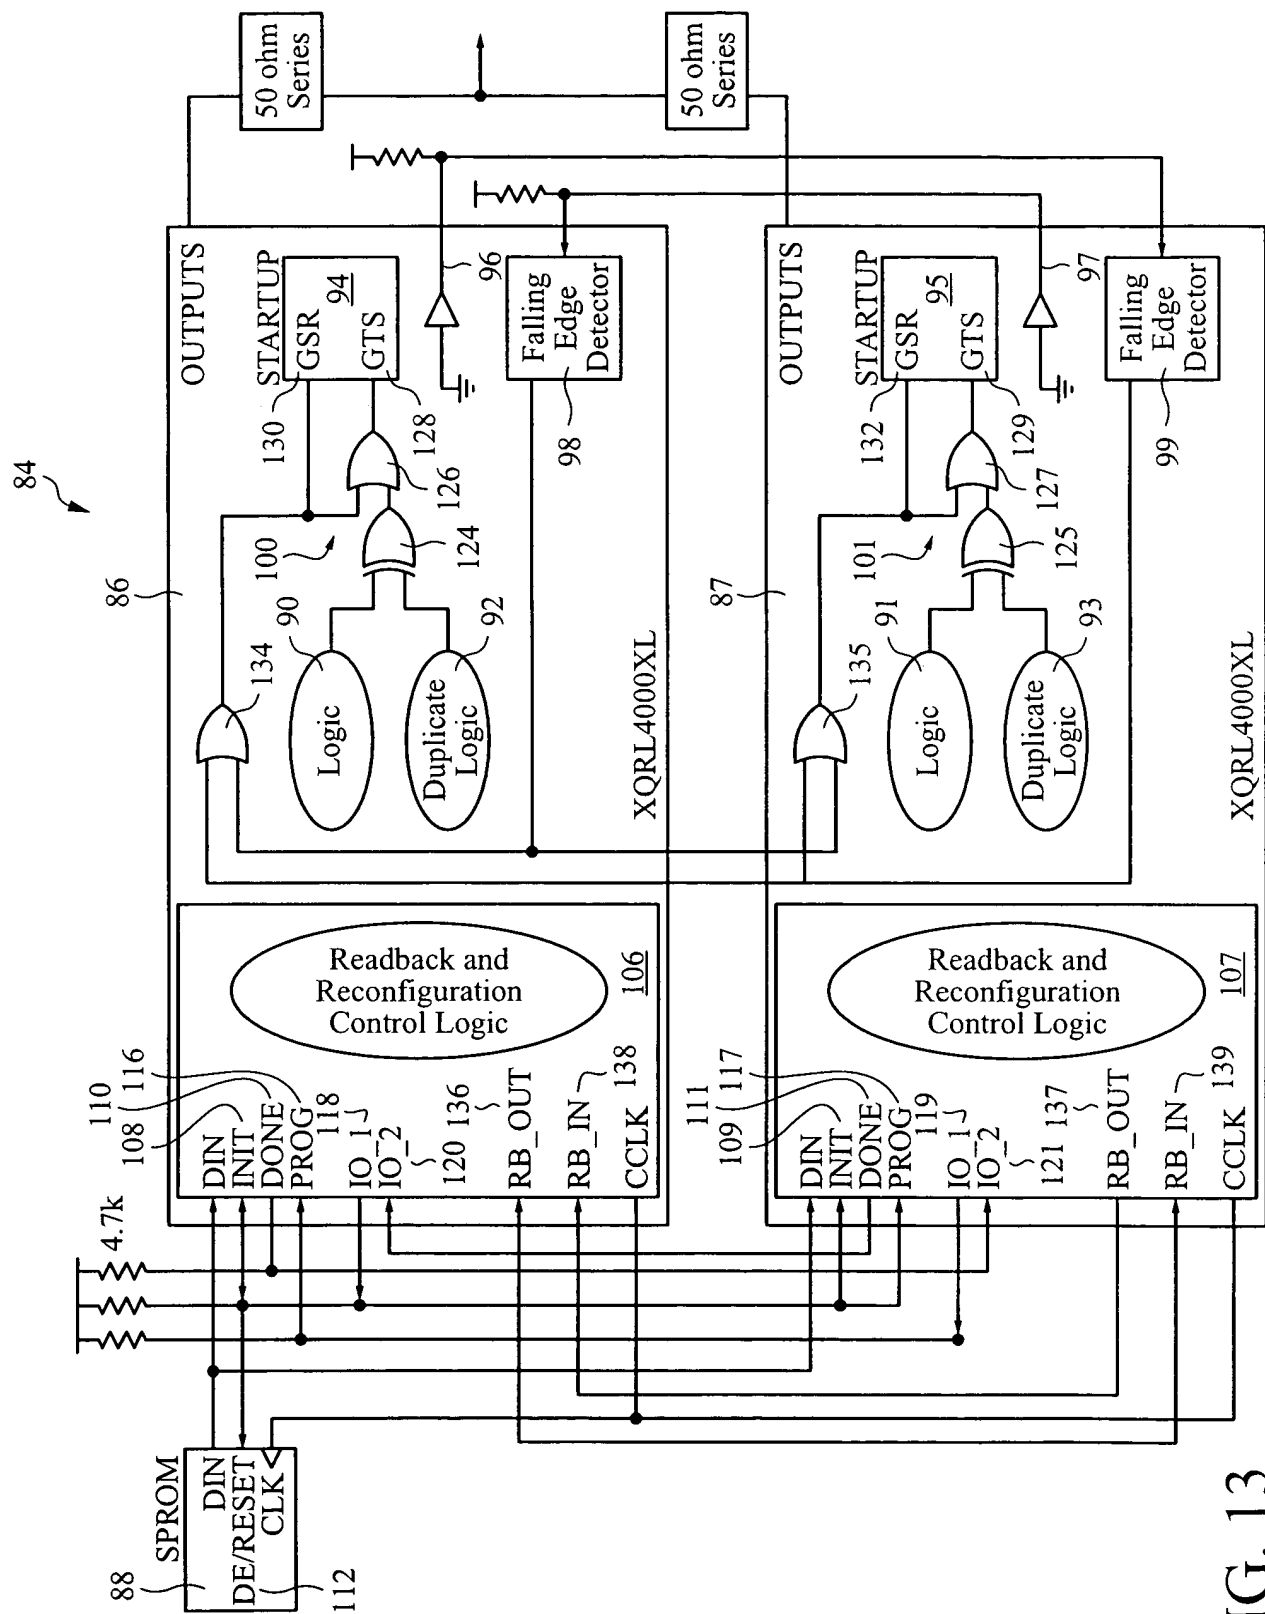 84
SPROM
88
DIN
DE/RESET
CLK
112
4.7k
86
108
110
116
DIN
INIT
DONE
PROG
118
IO_1
IO_2
120
136
RB_OUT
RB_IN
138
CCLK
Readback and
Reconfiguration
Control Logic
106
134
Logic
90
Duplicate
Logic
92
100
124
126
130
128
STARTUP
GSR
94
GTS
OUTPUTS
96
Falling
Edge
Detector
98
XQRL4000XL
50 ohm
Series
87
109
111
117
DIN
INIT
DONE
PROG
119
IO_1
IO_2
121
137
RB_OUT
RB_IN
139
CCLK
Readback and
Reconfiguration
Control Logic
107
135
Logic
91
Duplicate
Logic
93
101
125
127
132
129
STARTUP
GSR
95
GTS
OUTPUTS
97
Falling
Edge
Detector
99
XQRL4000XL
50 ohm
Series
IG. 13